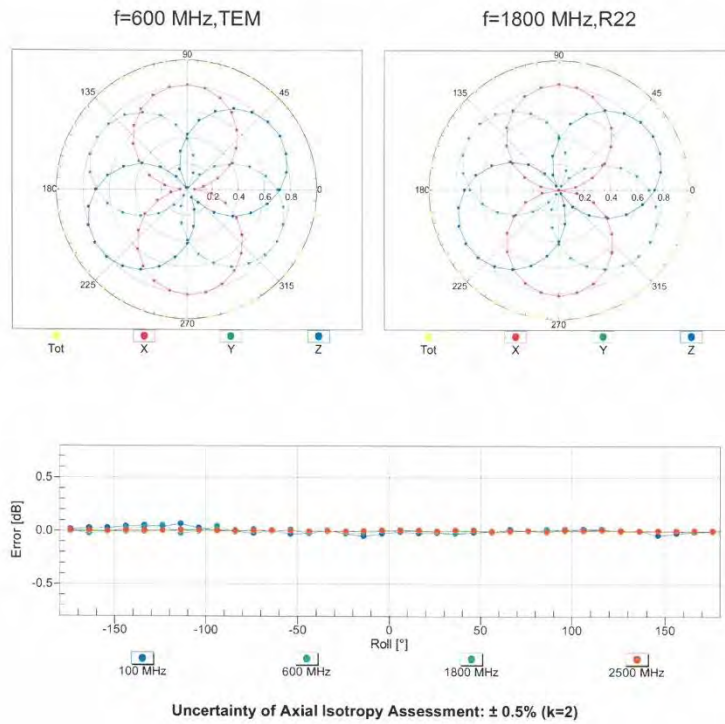 f=600 MHz,TEM
f=1800 MHz,R22
90
135
45
180
0.2 0.4 0.6 0.8
0
225
315
270
Tot X Y Z
90
135
45
180
0.2 0.4 0.6 0.8
0
225
315
270
Tot X Y Z
Error [dB]
0.5
0.0
-0.5
-150 -100 -50 0 50 100 150
Roll [°]
100 MHz 600 MHz 1800 MHz 2500 MHz
Uncertainty of Axial Isotropy Assessment: ± 0.5% (k=2)